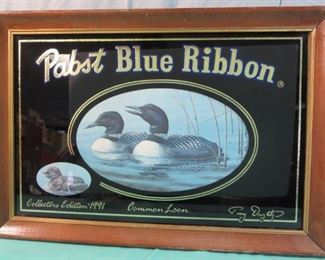 Pabst Blue Ribbon®
Collectors Edition-1991 Common Loon